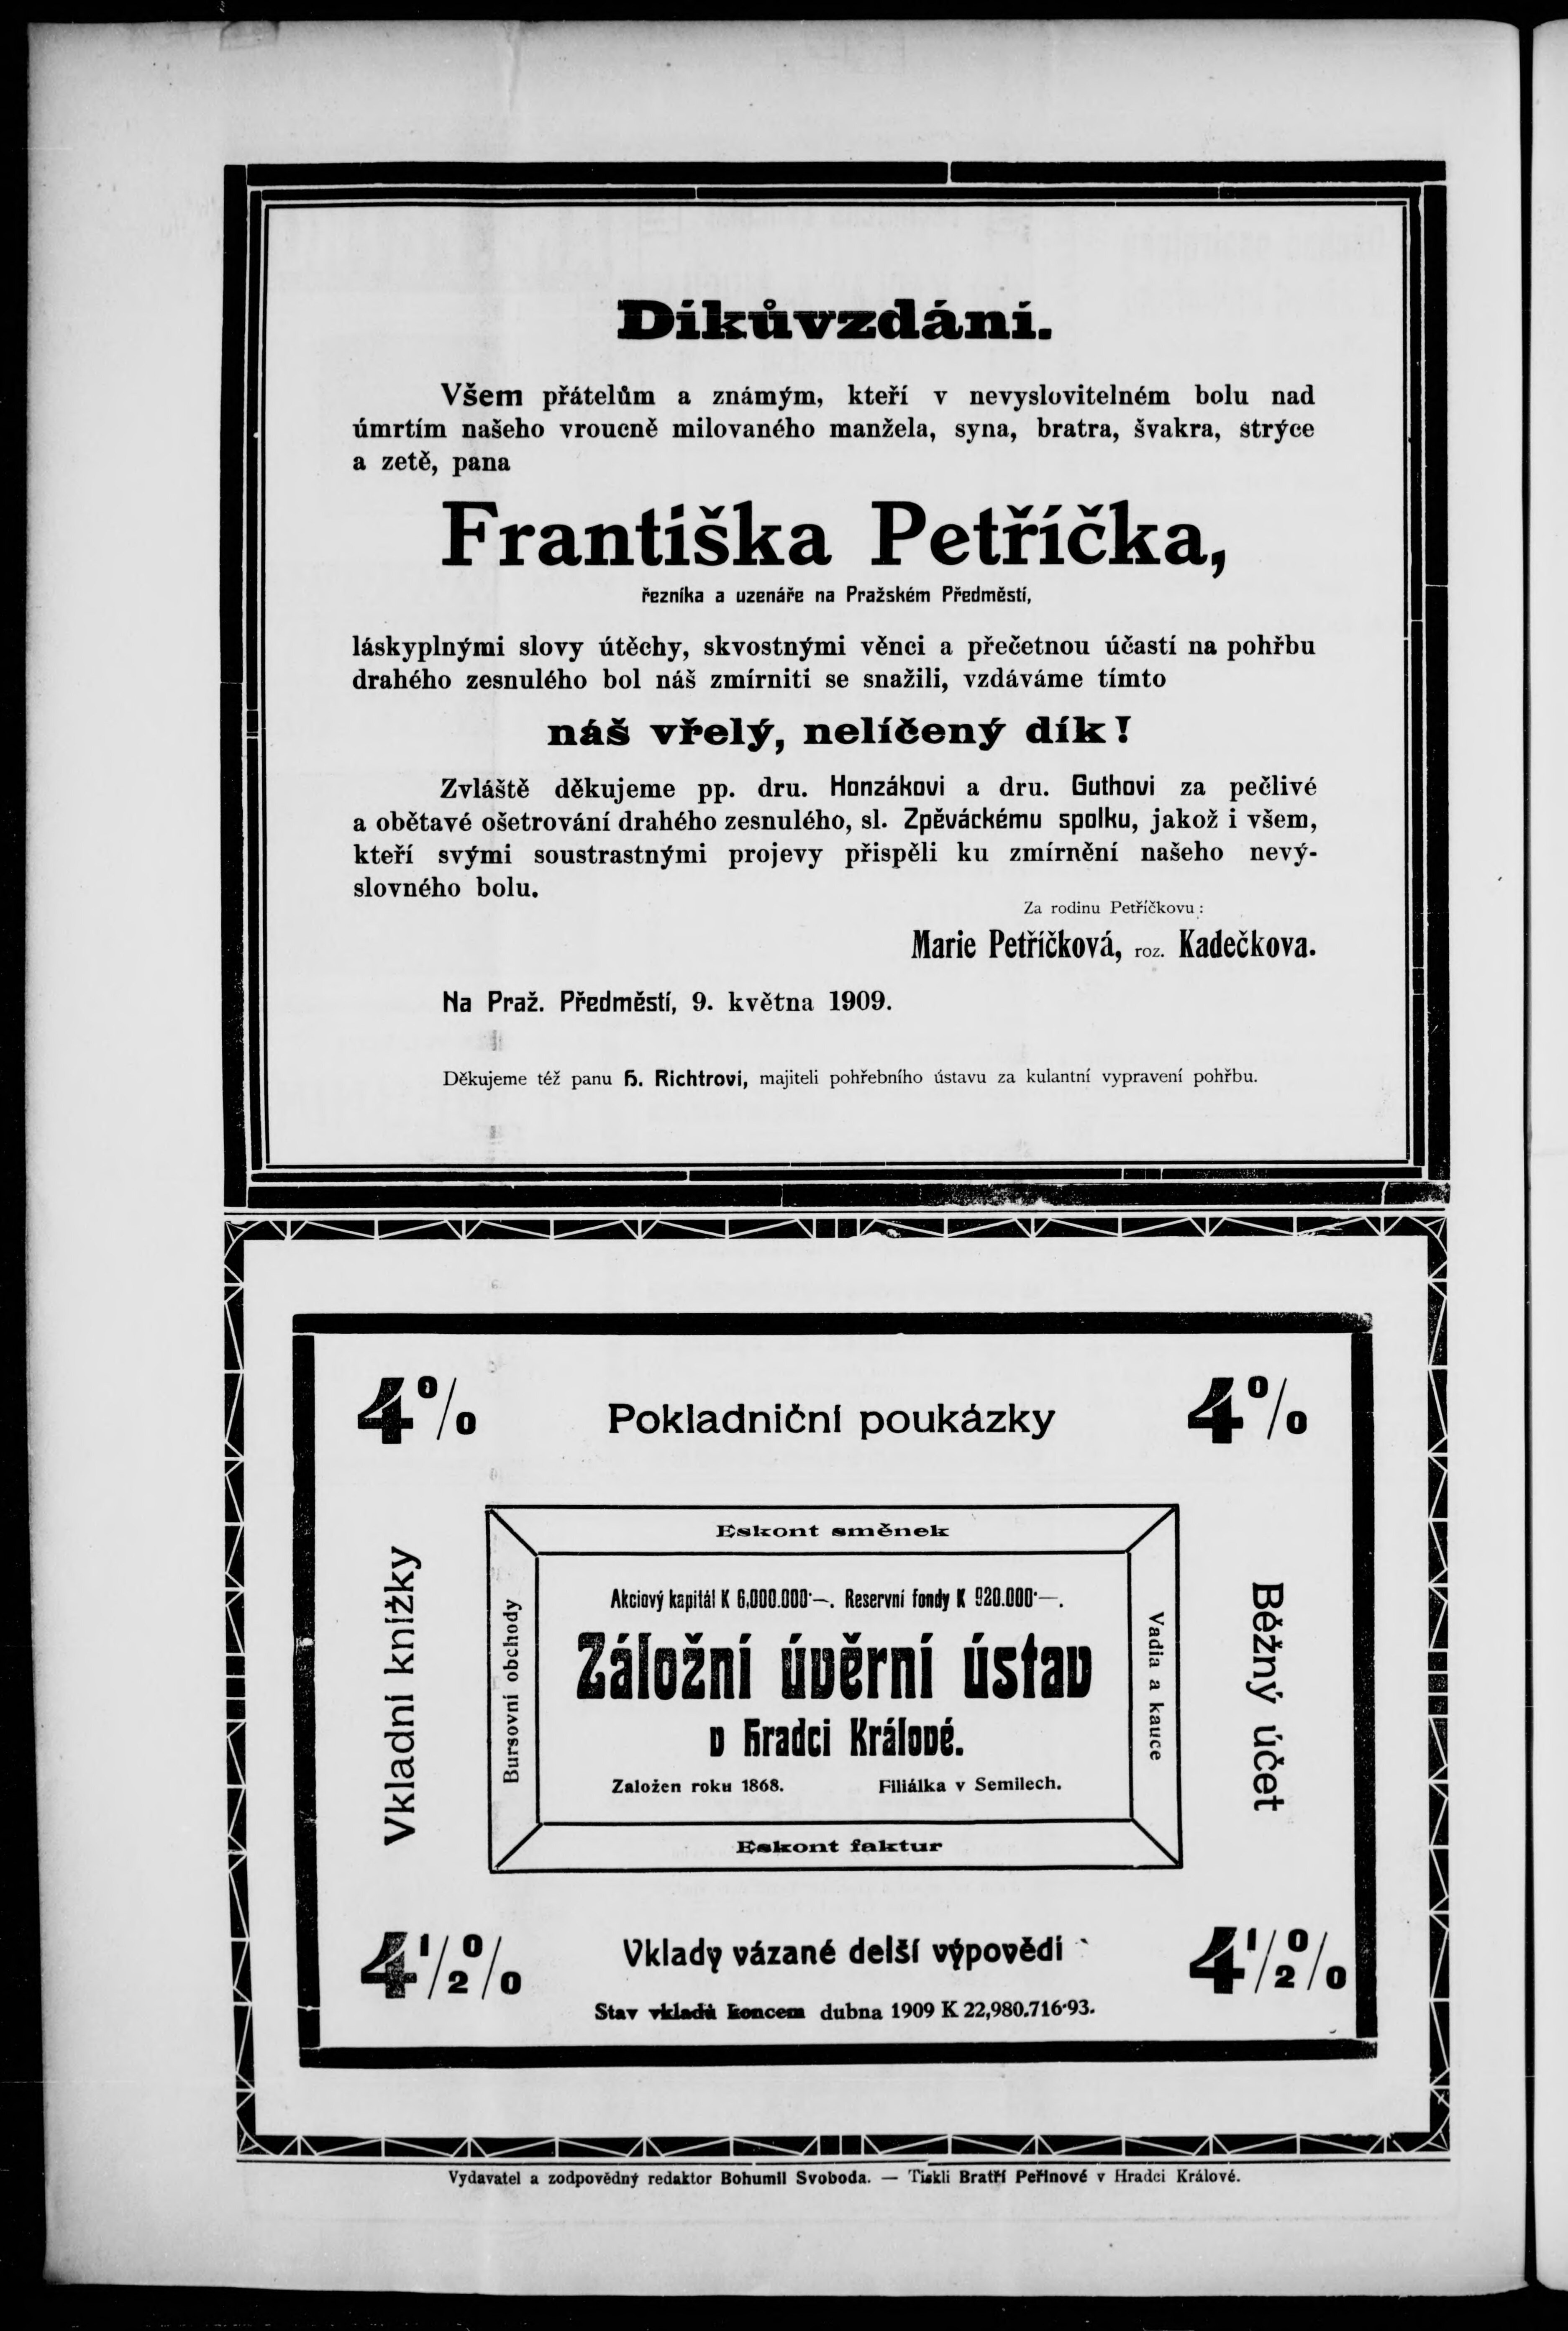 Díkůvzdání.
Všem přátelům a známým, kteří v nevyslovitelném bolu nad
úmrtím našeho vroucně milovaného manžela, syna, bratra, švakra, strýce
a zetě, pana
Františka Petříčka,
řezníka a uzenáře na Pražském Předměstí,
láskyplnými slovy útěchy, skvostnými věnci a přečetnou účastí na pohřbu
drahého zesnulého bol náš zmírniti se snažili, vzdáváme tímto
náš vřelý, nelíčený dík!
Zvláště děkujeme pp. dru. Honzákovi a dru. Guthovi za pečlivé
a obětavé ošetrování drahého zesnulého, sl. Zpěváckému spolku, jakož i všem,
kteří svými soustrastnými projevy přispěli ku zmírnění našeho nevý-
slovného bolu.
Za rodinu Petříčkovu:
Marie Petříčková, roz. Kadečkova.
Na Praž. Předměstí, 9. května 1909.
Děkujeme též panu H. Richtrovi, majiteli pohřebního ústavu za kulantní vypravení pohřbu.
4%
Pokladniční poukázky
4%
Vkladní knížky
Bursovní obchody
Eskont směnek
Akciový kapitál K 6,000.000·—. Reservní fondy K 920.000·—.
Záložní úvěrní ústav
v Hradci Králové.
Založen roku 1868. Filiálka v Semilech.
Eskont faktur
Vadia a kauce
Běžný účet
4½%
Vklady vázané delší výpovědí
4½%
Stav vkladů koncem dubna 1909 K 22,980.716·93.
Vydavatel a zodpovědný redaktor Bohumil Svoboda. — Tiskli Bratří Peřinové v Hradci Králové.